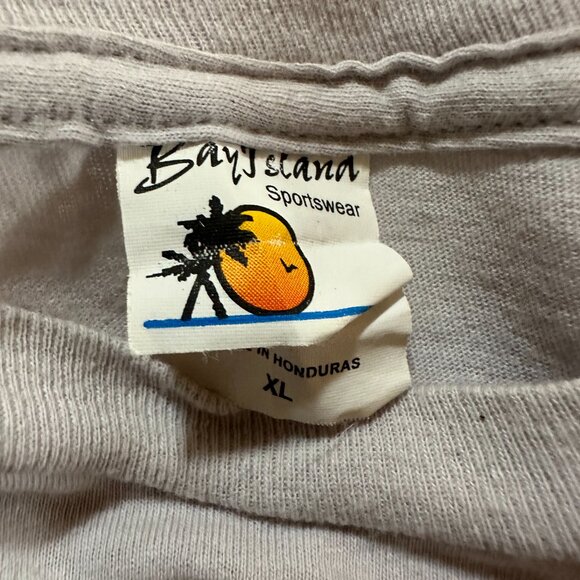 Bay Island
Sportswear
IN HONDURAS
XL